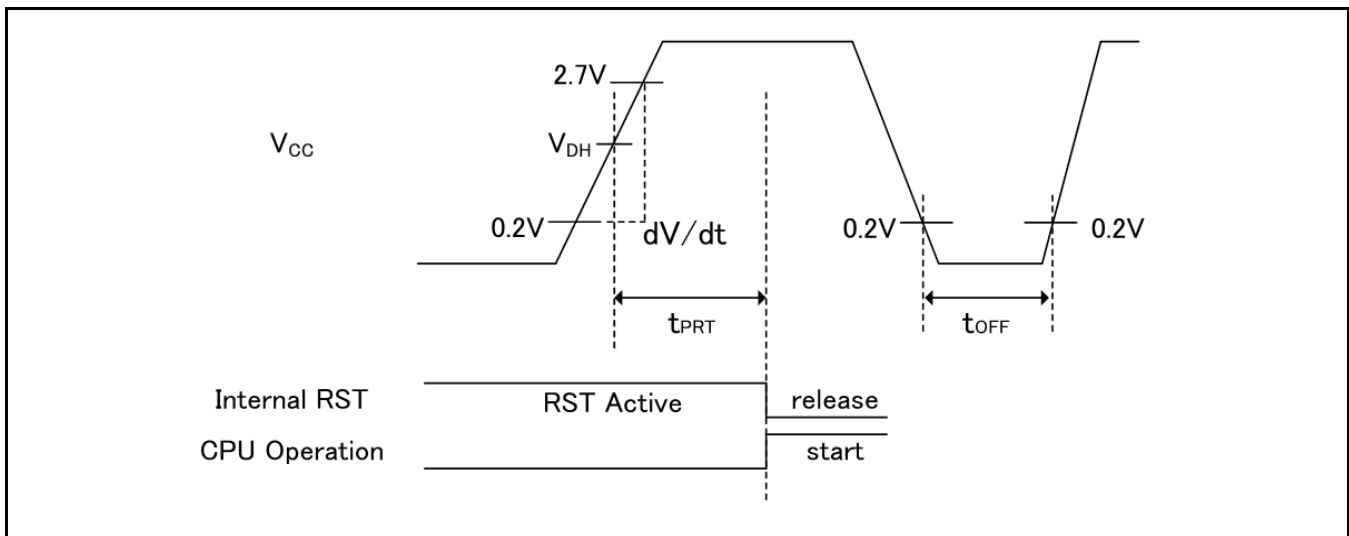 2.7V
VCC
VDH
0.2V
dV/dt
0.2V
0.2V
tPRT
tOFF
Internal RST
RST Active
release
CPU Operation
start